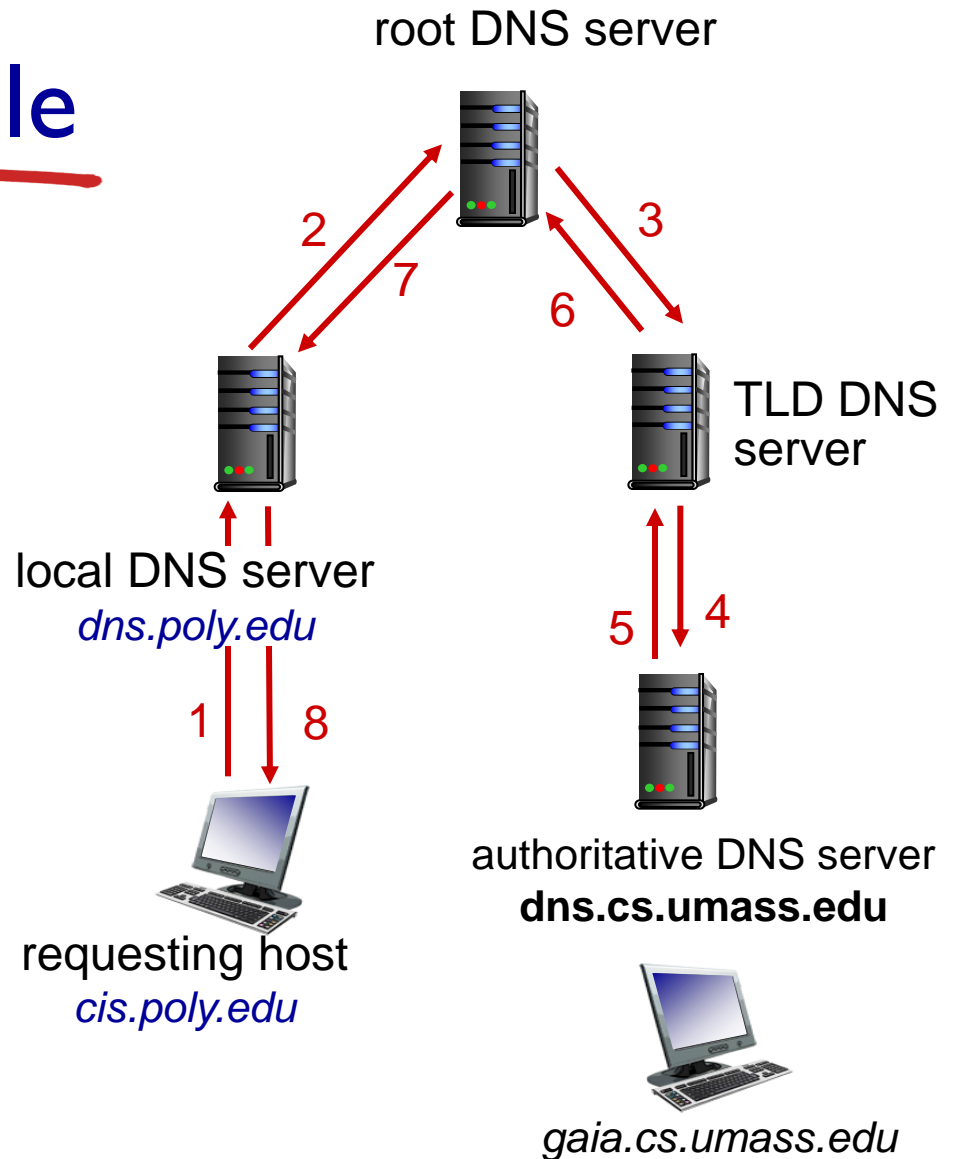 root DNS server
le
2
3
7
6
TLD DNS
server
local DNS server
dns.poly.edu
5
4
1
8
authoritative DNS server
dns.cs.umass.edu
requesting host
cis.poly.edu
gaia.cs.umass.edu